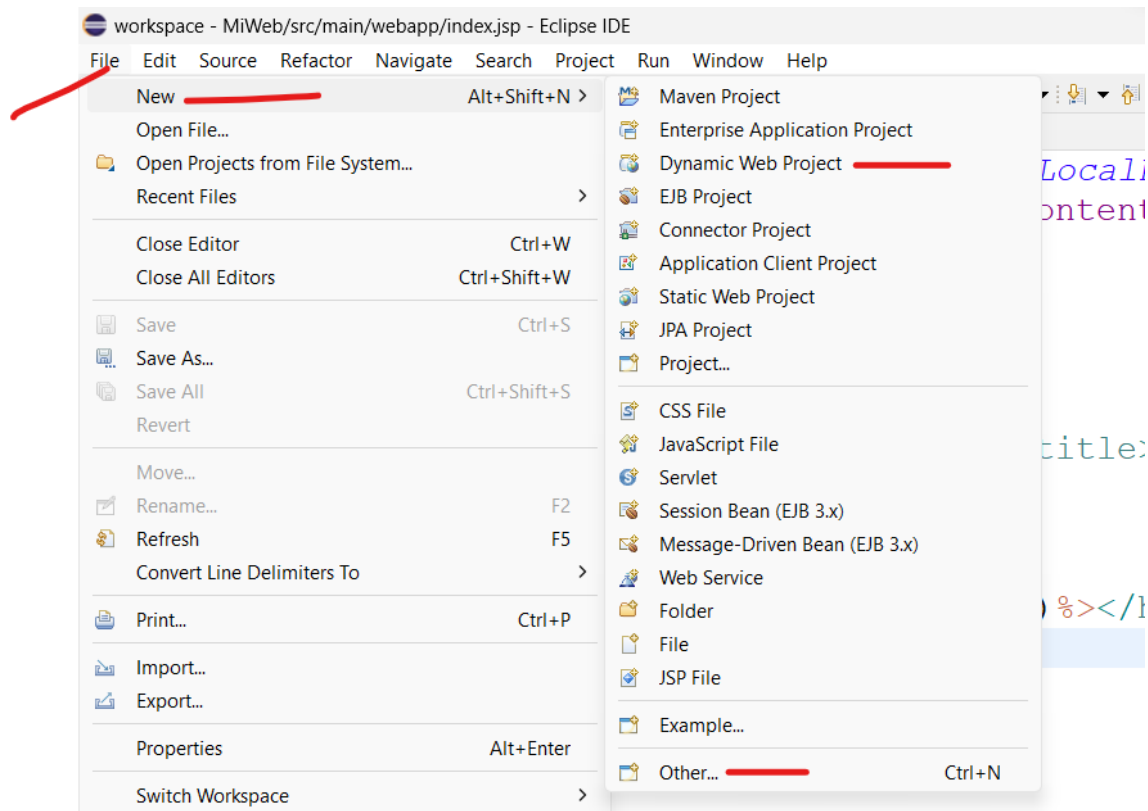 workspace - MiWeb/src/main/webapp/index.jsp - Eclipse IDE
File Edit Source Refactor Navigate Search Project Run Window Help
New Alt+Shift+N >
Open File...
Open Projects from File System...
Recent Files >
Close Editor Ctrl+W
Close All Editors Ctrl+Shift+W
Save Ctrl+S
Save As...
Save All Ctrl+Shift+S
Revert
Move...
Rename... F2
Refresh F5
Convert Line Delimiters To >
Print... Ctrl+P
Import...
Export...
Properties Alt+Enter
Switch Workspace >
Maven Project
Enterprise Application Project
Dynamic Web Project
EJB Project
Connector Project
Application Client Project
Static Web Project
JPA Project
Project...
CSS File
JavaScript File
Servlet
Session Bean (EJB 3.x)
Message-Driven Bean (EJB 3.x)
Web Service
Folder
File
JSP File
Example...
Other... Ctrl+N
Local
ontent
title>
)%></h